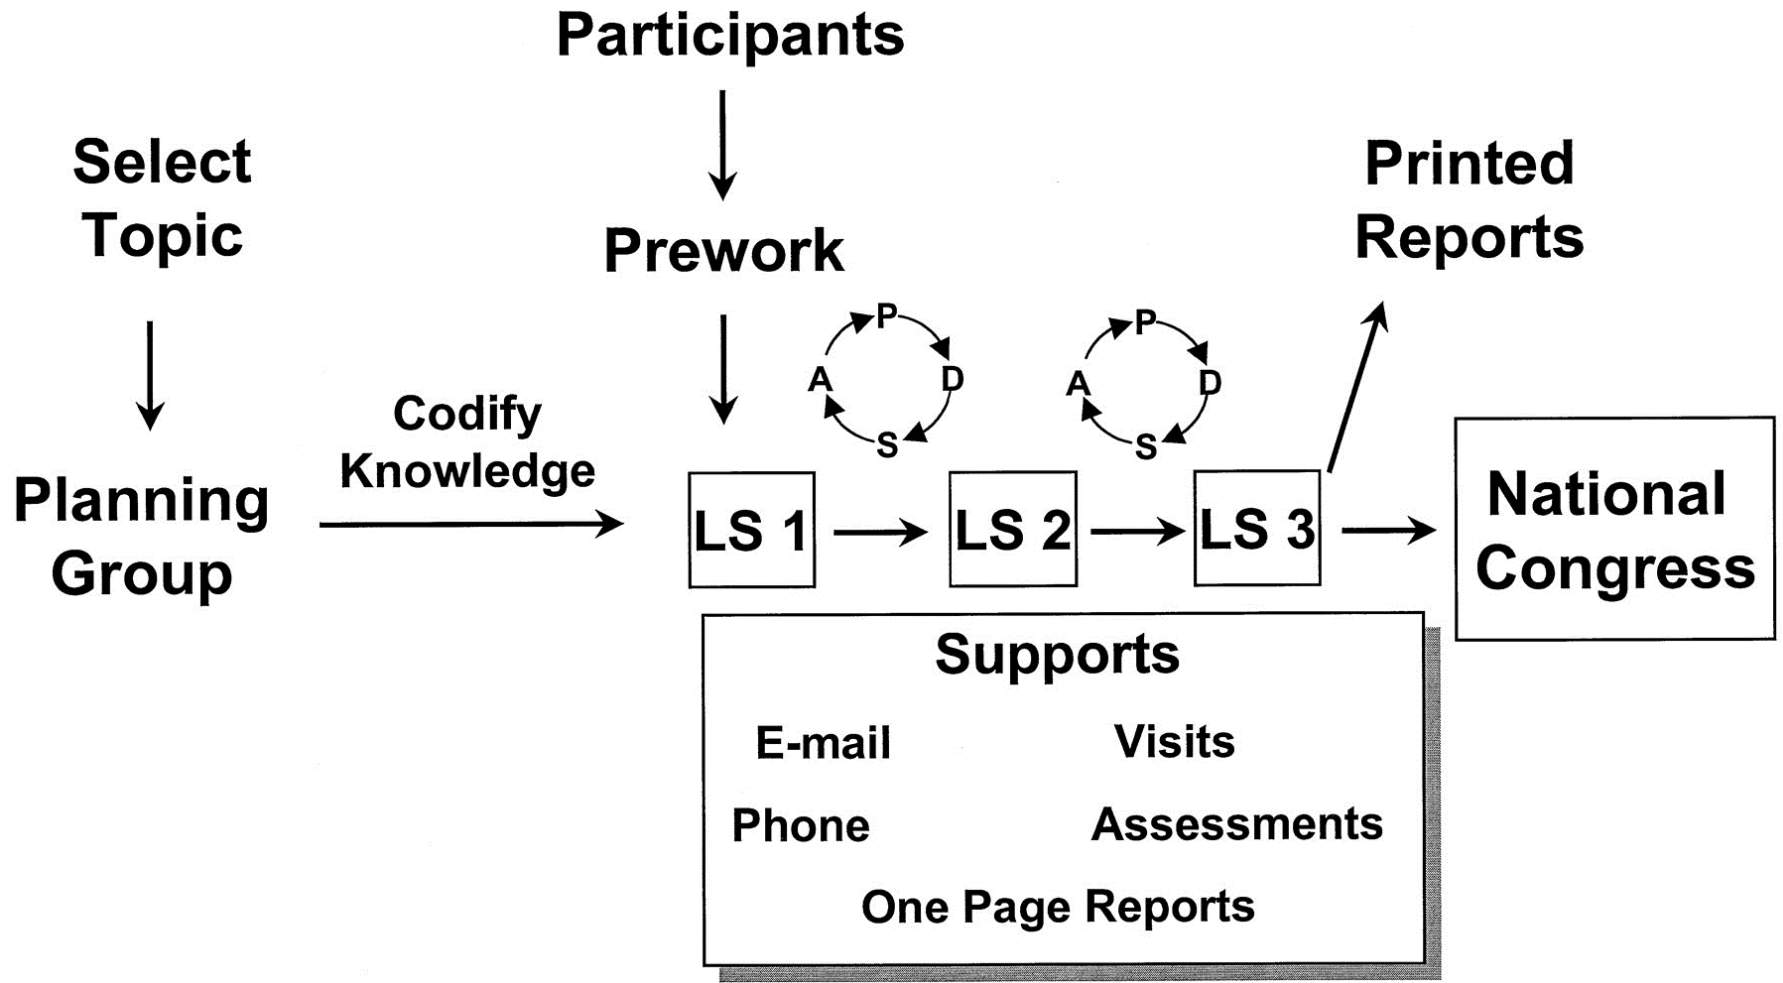 Participants
Select
Topic
Printed
Reports
Prework
P
D
S
A
P
D
S
A
Codify
Knowledge
Planning
Group
LS 1
LS 2
LS 3
National
Congress
Supports
E-mail
Visits
Phone
Assessments
One Page Reports